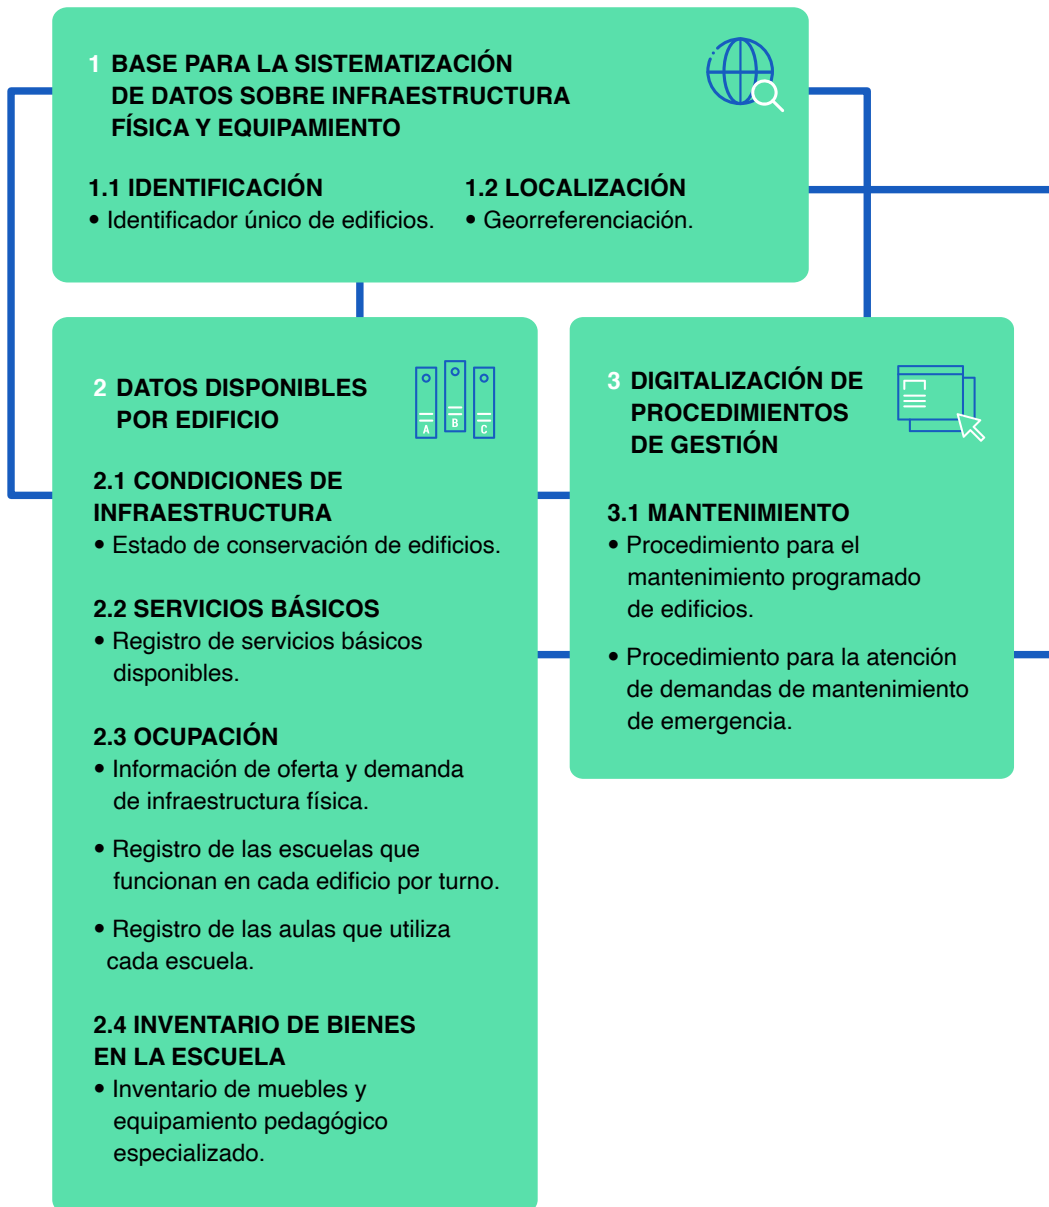 1 BASE PARA LA SISTEMATIZACIÓN
DE DATOS SOBRE INFRAESTRUCTURA
FÍSICA Y EQUIPAMIENTO
1.1 IDENTIFICACIÓN
• Identificador único de edificios.
1.2 LOCALIZACIÓN
• Georreferenciación.
2 DATOS DISPONIBLES
POR EDIFICIO
A
B
C
2.1 CONDICIONES DE
INFRAESTRUCTURA
• Estado de conservación de edificios.
2.2 SERVICIOS BÁSICOS
• Registro de servicios básicos
disponibles.
2.3 OCUPACIÓN
• Información de oferta y demanda
de infraestructura física.
• Registro de las escuelas que
funcionan en cada edificio por turno.
• Registro de las aulas que utiliza
cada escuela.
2.4 INVENTARIO DE BIENES
EN LA ESCUELA
• Inventario de muebles y
equipamiento pedagógico
especializado.
3 DIGITALIZACIÓN DE
PROCEDIMIENTOS
DE GESTIÓN
3.1 MANTENIMIENTO
• Procedimiento para el
mantenimiento programado
de edificios.
• Procedimiento para la atención
de demandas de mantenimiento
de emergencia.